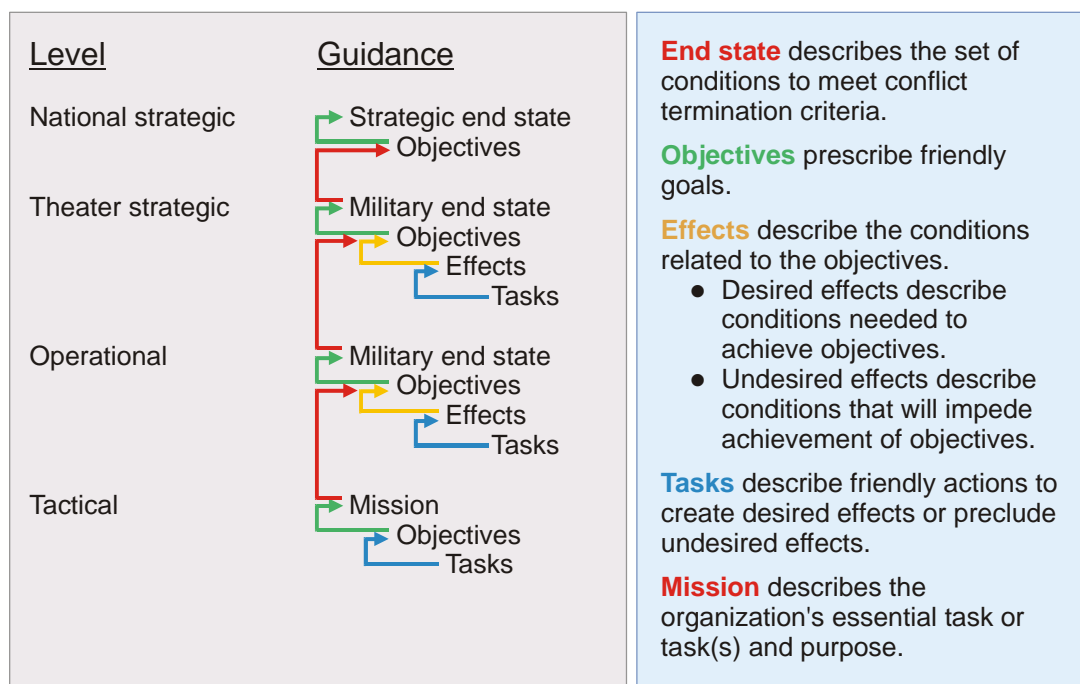 Level Guidance
National strategic Strategic end state
Objectives
Theater strategic Military end state
Objectives
Effects
Tasks
Operational Military end state
Objectives
Effects
Tasks
Tactical Mission
Objectives
Tasks
End state describes the set of
conditions to meet conflict
termination criteria.
Objectives prescribe friendly
goals.
Effects describe the conditions
related to the objectives.
● Desired effects describe
conditions needed to
achieve objectives.
● Undesired effects describe
conditions that will impede
achievement of objectives.
Tasks describe friendly actions to
create desired effects or preclude
undesired effects.
Mission describes the
organization's essential task or
task(s) and purpose.